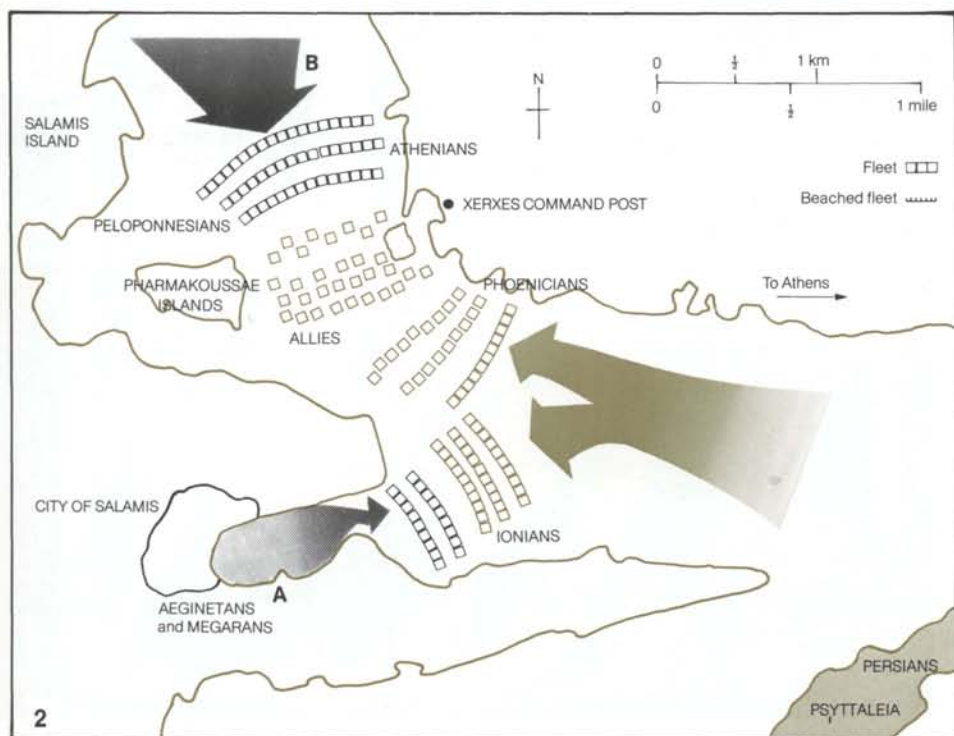 B
SALAMIS
ISLAND
N
0 ½ 1 km
0 ½ 1 mile
ATHENIANS
Fleet
Beached fleet
XERXES COMMAND POST
PELOPONNESIANS
PHARMAKOUSSAE
ISLANDS
PHOENICIANS
To Athens
ALLIES
CITY OF SALAMIS
IONIANS
A
AEGINETANS
and MEGARANS
PERSIANS
PSYTTALEIA
2